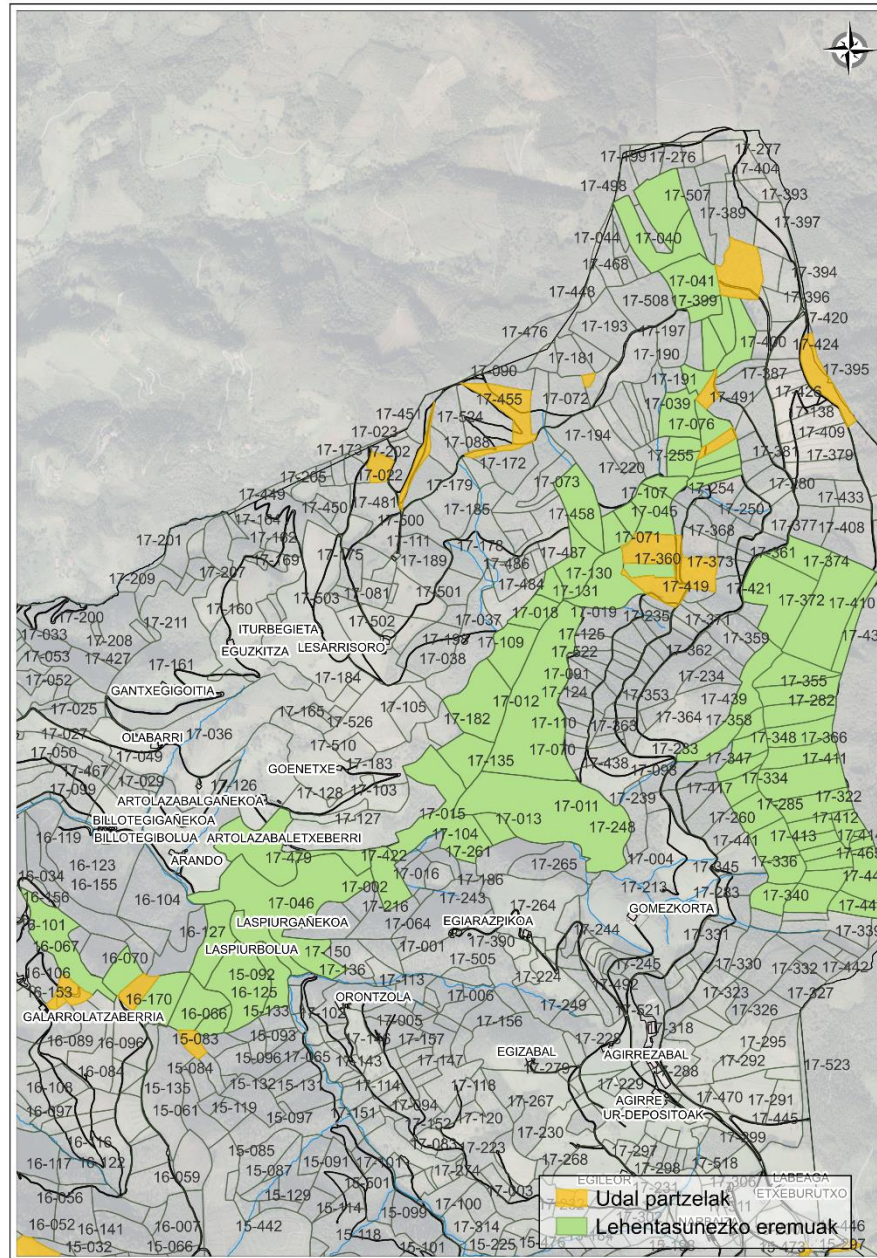 17-499 17-276 17-277
17-404
17-498 17-507 17-393
17-389 17-397
17-044 17-040
17-468 17-041 17-394
17-448 17-508 17-399 17-396
17-476 17-193 17-197 17-420
17-400 17-424
17-181 17-190
17-090 17-191 17-387 17-395
17-455 17-072 17-039 17-491 17-426
17-451 17-524 17-138
17-023 17-076 17-409
17-173 17-202 17-088 17-194 17-381 17-379
17-022 17-172 17-220 17-255
17-205 17-179 17-073 17-254 17-280
17-449 17-450 17-481 17-107 17-433
17-164 17-500 17-185 17-458 17-045 17-250 17-408
17-201 17-162 17-111 17-178 17-071 17-368 17-377
17-169 17-075 17-189 17-487 17-360 17-373 17-361 17-374
17-209 17-207 17-486 17-130
17-503 17-081 17-501 17-484 17-131 17-419 17-421 17-372 17-410
17-200 17-160 17-018 17-019 17-235
17-033 17-211 17-502 17-037 17-371
ITURBEGIETA
17-208 17-109 17-125 17-359
17-053 17-427 EGUZKITZA LESARRISORO 17-038 17-522 17-362
17-052 17-161 17-184 17-091 17-234 17-355
GANTXEGIGOITIA 17-012 17-124 17-353 17-439 17-282
17-025 17-165 17-105 17-182 17-110 17-364 17-358
17-027 OLABARRI 17-036 17-526 17-070 17-363 17-348 17-366
17-050 17-049 17-510 17-135 17-283 17-347 17-411
17-467 17-029 GOENETXE 17-183 17-438 17-098 17-334
17-099 17-126 17-128 17-103 17-239 17-417 17-285 17-322
ARTOLAZABALGAÑEKOA 17-015 17-011 17-412
BILLOTEGIGAÑEKOA 17-127 17-013 17-248 17-260
16-119 BILLOTEGIBOLUA ARTOLAZABALETXEBERRI 17-104 17-441 17-413
ARANDO 17-479 17-422 17-261 17-265 17-004 17-345 17-336
16-123 17-016 17-186
16-034 16-155 17-002 17-213 17-340
16-156 16-104 17-046 17-216 17-243 17-264 GOMEZKORTA
16-101 LASPIURGAÑEKOA 17-064 EGIARAZPIKOA 17-244 17-331 17-339
16-067 16-127 LASPIURBOLUA 17-150 17-001 17-390
16-070 17-136 17-505 17-245 17-330 17-332 17-442
16-106 15-092 17-113 17-224 17-492
16-153 16-170 15-125 ORONTZOLA 17-006 17-249 17-323 17-327
GALARROLATZABERRIA 16-066 15-133 17-102 17-005 17-156 17-521 17-326
16-089 16-096 15-083 15-093 17-157 17-318 17-295
15-084 15-096 17-065 17-143 17-147 EGIZABAL AGIRREZABAL 17-292
16-084 17-279 17-288 17-523
16-108 15-135 15-132 15-131 17-114 17-118 17-229
16-097 15-061 15-119 15-097 17-151 17-094 17-267 AGIRRE 17-470 17-291
17-120 UR-DEPOSITOAK 17-445
16-116 17-083 17-230 17-299
16-117 16-122 15-085 15-091 17-101 17-223 17-268 17-297 17-518
16-059 15-087 17-274 17-298
16-056 15-129 15-114 15-099 17-100 17-003 EGILEOR LABEAGA
ETXEBURUTXO
16-052 16-141 16-007 15-442 15-118 17-314 Udal partzelak
15-032 15-066 15-101 15-225 Lehentasunezko eremuak